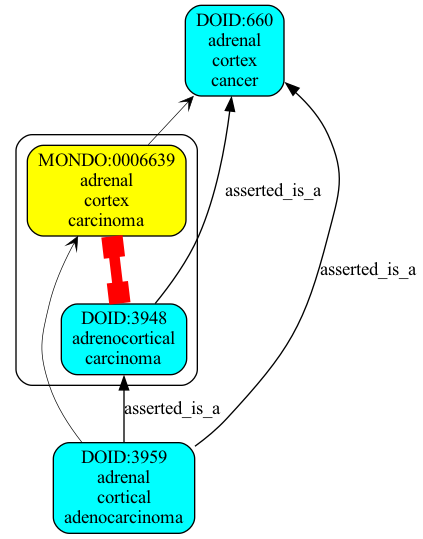 DOID:660
adrenal
cortex
cancer
MONDO:0006639
adrenal
cortex
carcinoma
asserted_is_a
asserted_is_a
DOID:3948
adrenocortical
carcinoma
asserted_is_a
DOID:3959
adrenal
cortical
adenocarcinoma